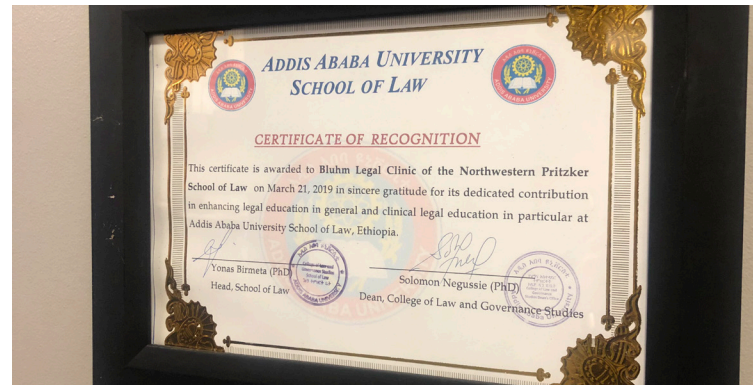 ADDIS ABABA UNIVERSITY
SCHOOL OF LAW
CERTIFICATE OF RECOGNITION
This certificate is awarded to Bluhm Legal Clinic of the Northwestern Pritzker
School of Law on March 21, 2019 in sincere gratitude for its dedicated contribution
in enhancing legal education in general and clinical legal education in particular at
Addis Ababa University School of Law, Ethiopia.
Yonas Birmeta (PhD)
Head, School of Law
Solomon Negussie (PhD)
Dean, College of Law and Governance Studies